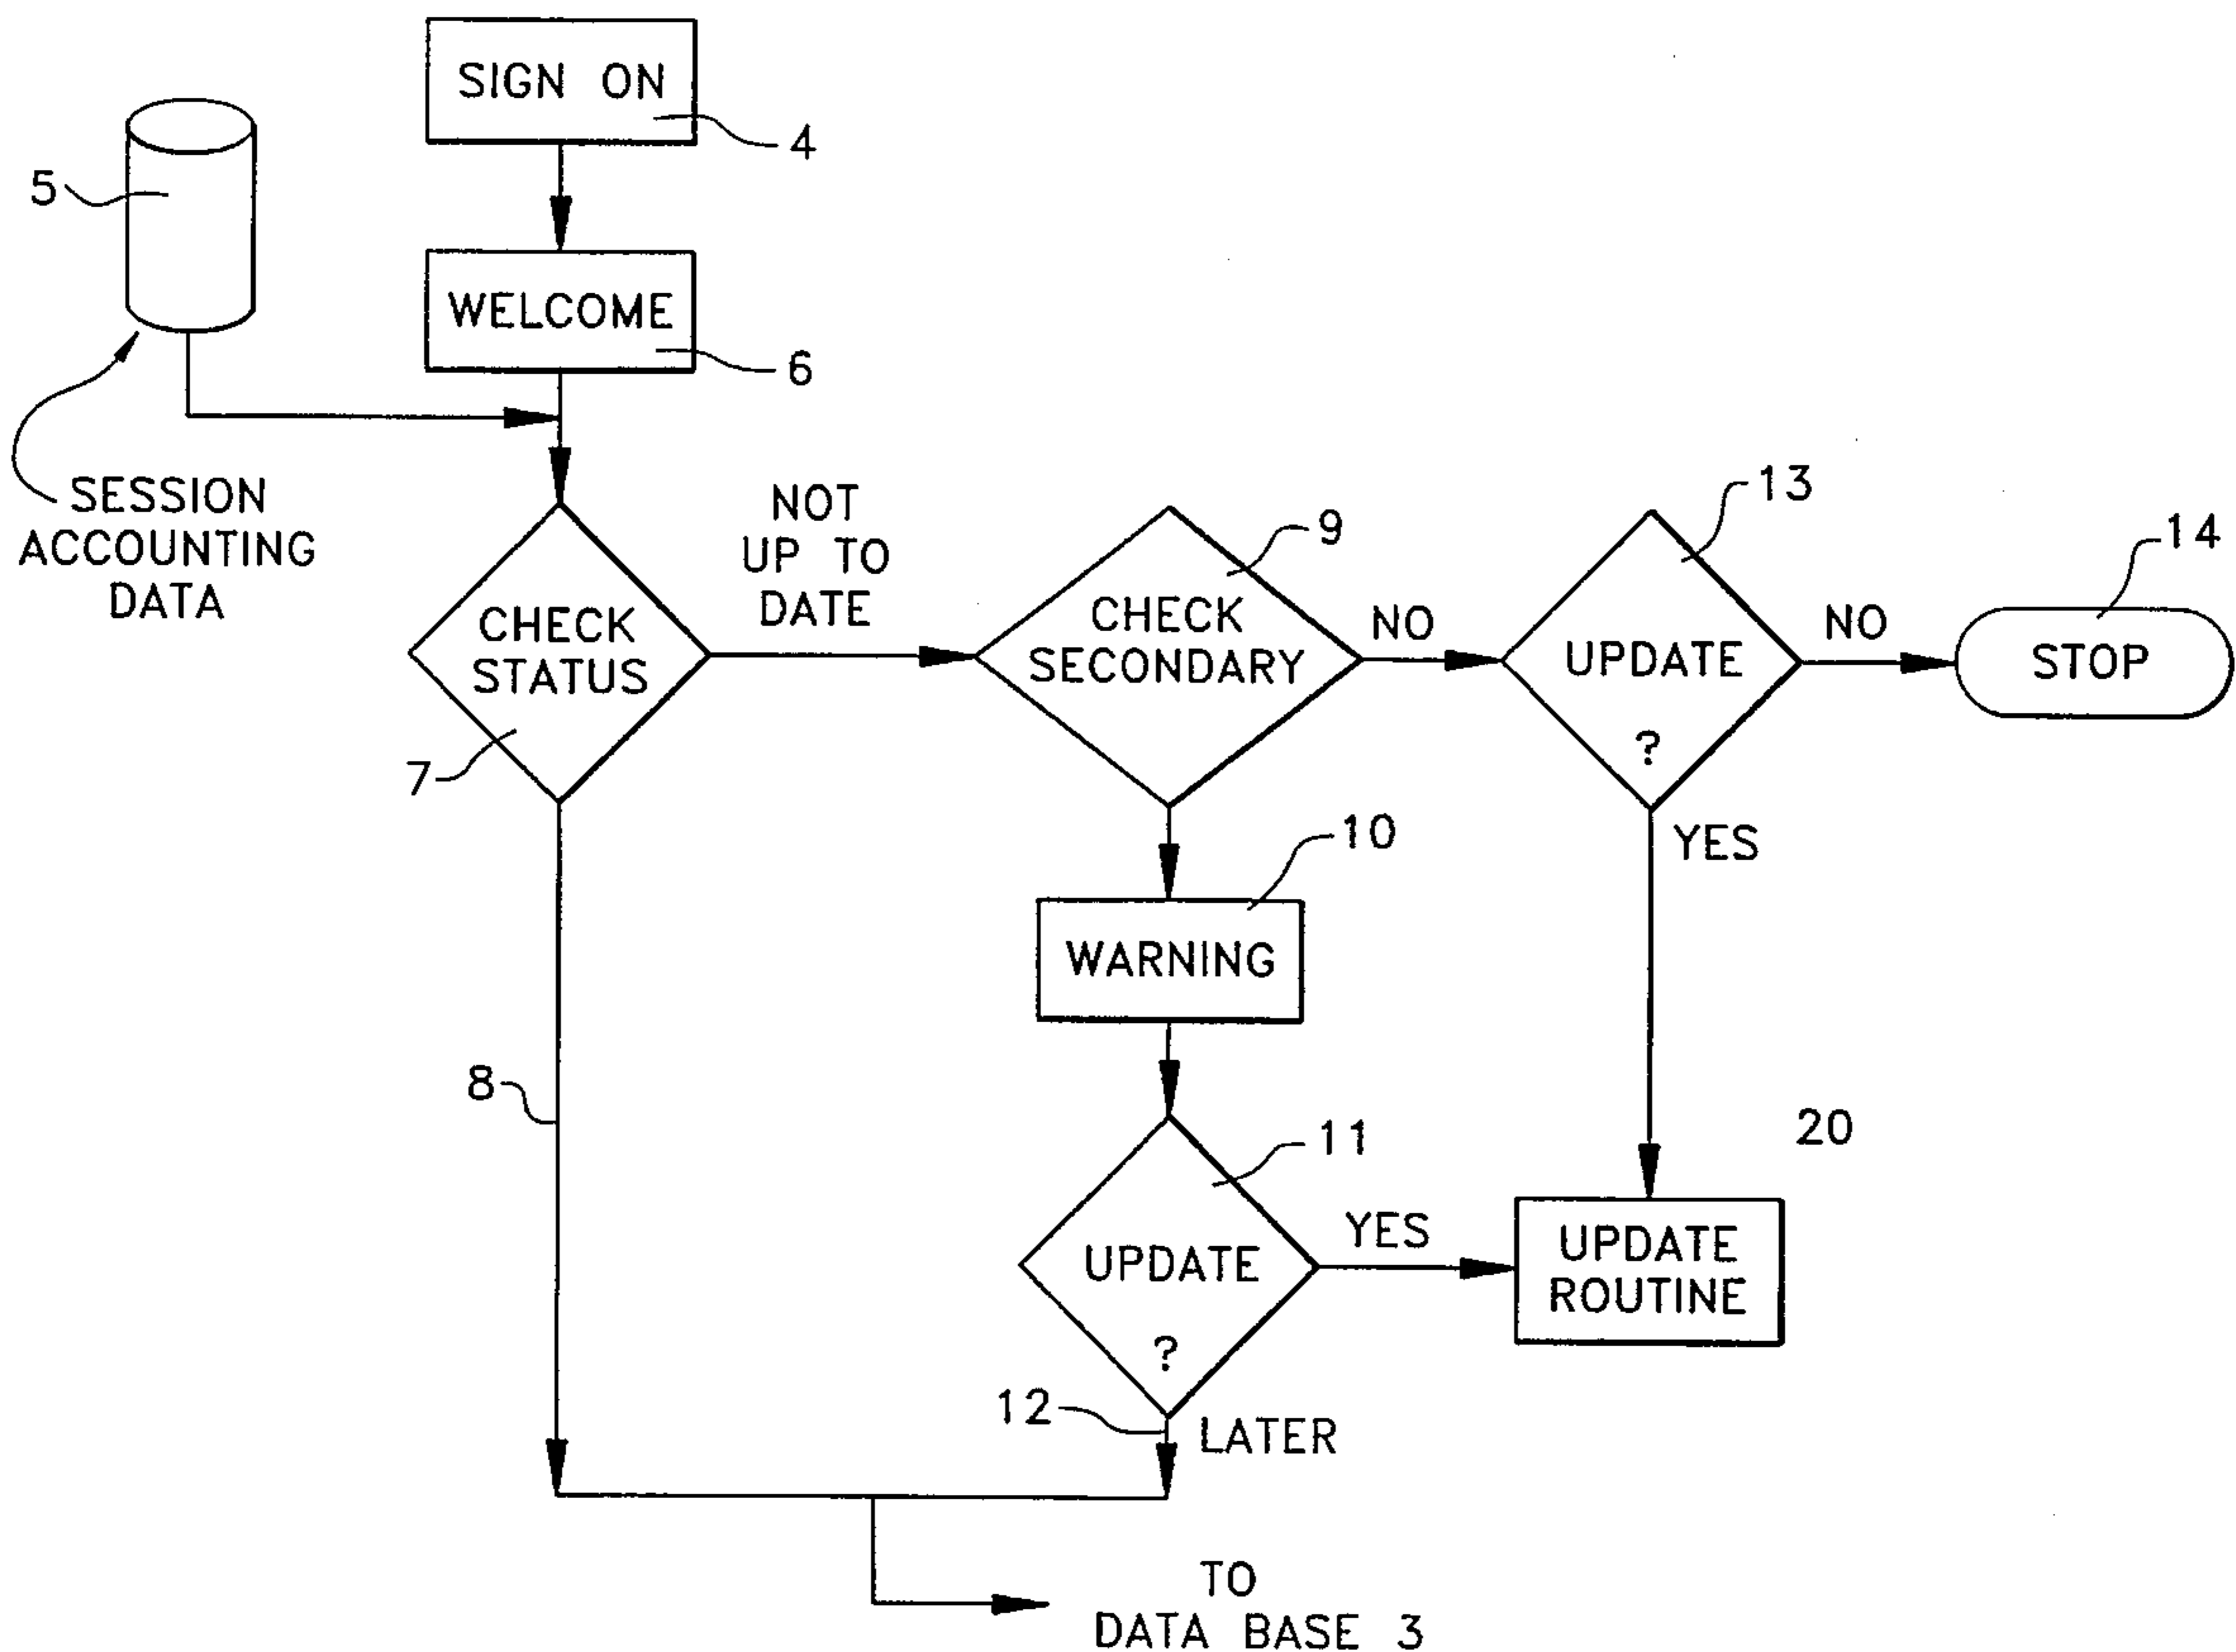 SIGN ON
4
5
WELCOME
6
SESSION
ACCOUNTING
DATA
NOT
UP TO
DATE
CHECK
STATUS
7
9
CHECK
SECONDARY
NO
13
UPDATE
?
NO
14
STOP
YES
10
WARNING
8
11
UPDATE
?
YES
20
UPDATE
ROUTINE
12
LATER
TO
DATA BASE 3